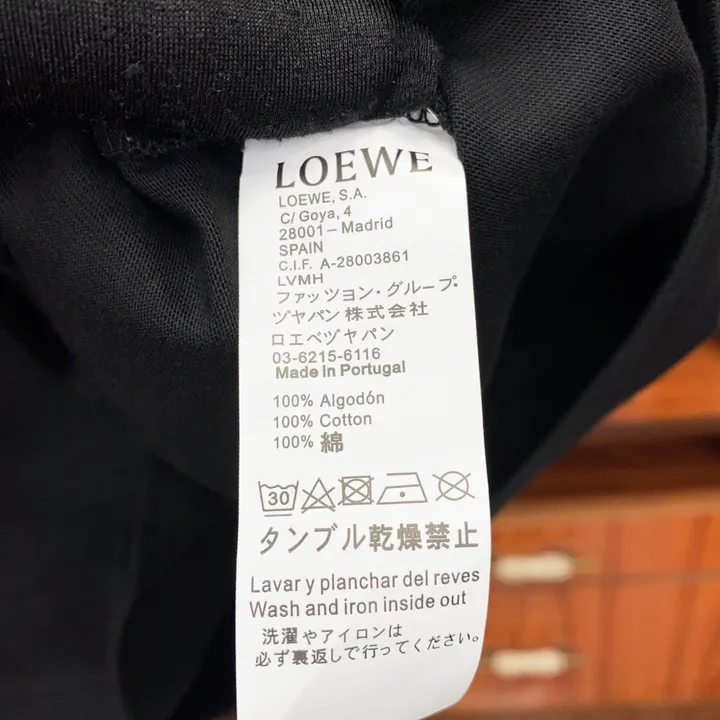 LOEWE
LOEWE, S.A.
C/ Goya, 4
28001 – Madrid
SPAIN
C.I.F. A-28003861
LVMH
ファッツヨン・グループ・
ヅヤパン株式会社
ロエベヅヤパン
03-6215-6116
Made in Portugal
100% Algodón
100% Cotton
100% 綿
30
タンブル乾燥禁止
Lavar y planchar del reves
Wash and iron inside out
洗濯やアイロンは
必ず裏返しで行ってください。